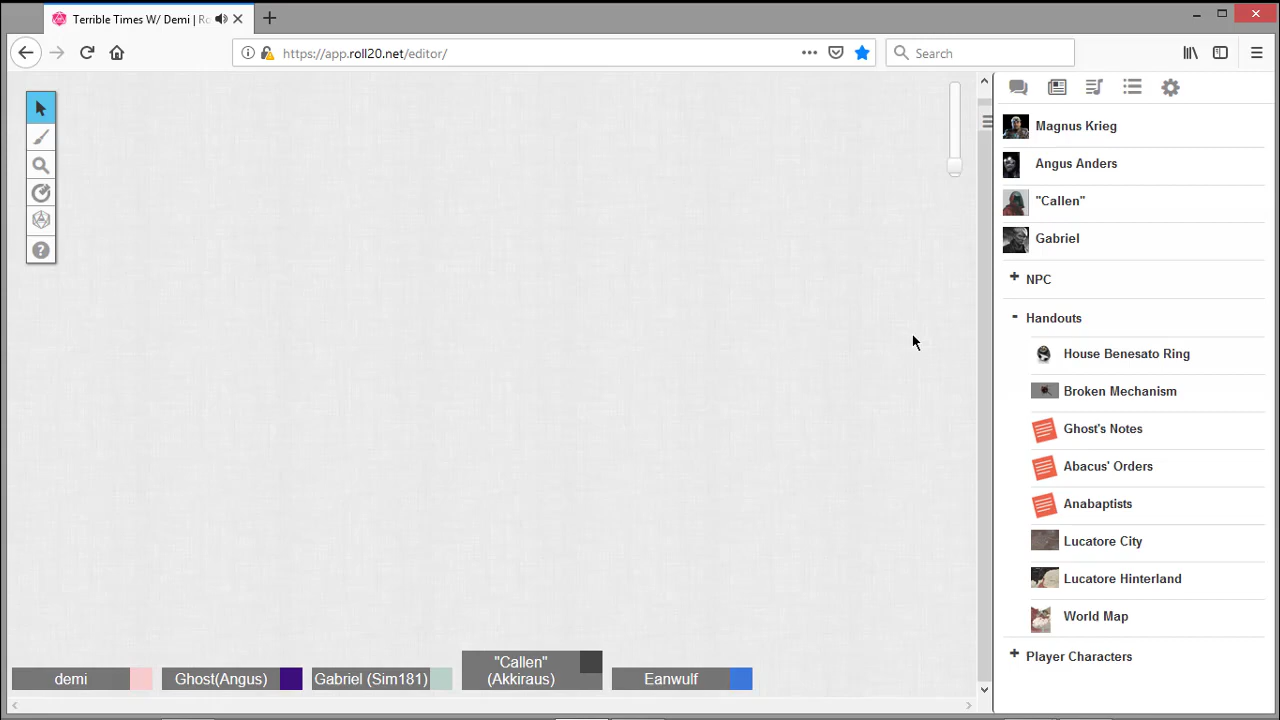 Terrible Times W/ Demi | Ro
https://app.roll20.net/editor/
Search
Magnus Krieg
Angus Anders
"Callen"
Gabriel
+ NPC
- Handouts
House Benesato Ring
Broken Mechanism
Ghost's Notes
Abacus' Orders
Anabaptists
Lucatore City
Lucatore Hinterland
World Map
+ Player Characters
demi
Ghost(Angus)
Gabriel (Sim181)
"Callen"
(Akkiraus)
Eanwulf